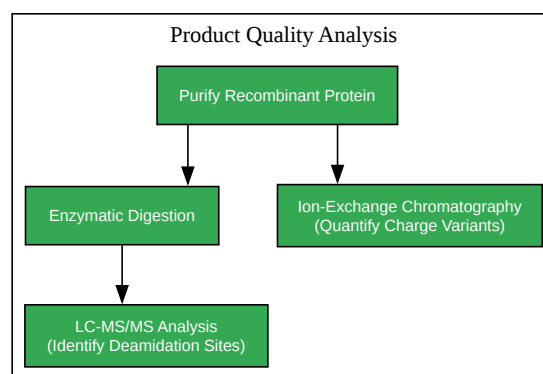 Product Quality Analysis
Purify Recombinant Protein
Enzymatic Digestion
Ion-Exchange Chromatography
(Quantify Charge Variants)
LC-MS/MS Analysis
(Identify Deamidation Sites)